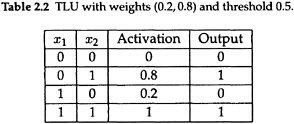 Table 2.2 TLU with weights (0.2, 0.8) and threshold 0.5.
x₁ x₂ Activation Output
0 0 0 0
0 1 0.8 1
1 0 0.2 0
1 1 1 1